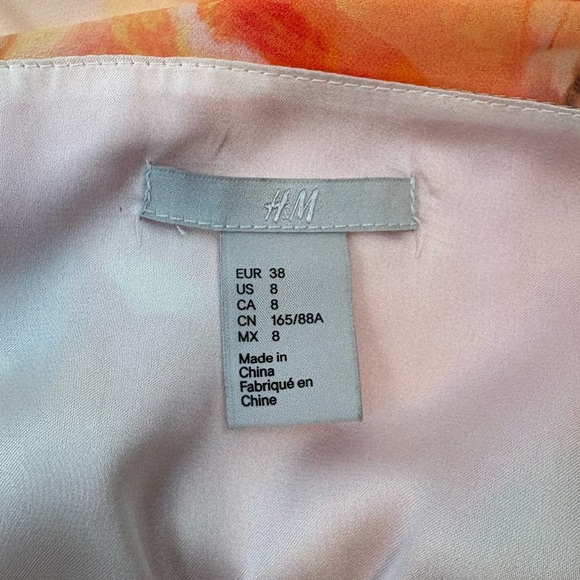 H&M
EUR 38
US 8
CA 8
CN 165/88A
MX 8
Made in
China
Fabriqué en
Chine